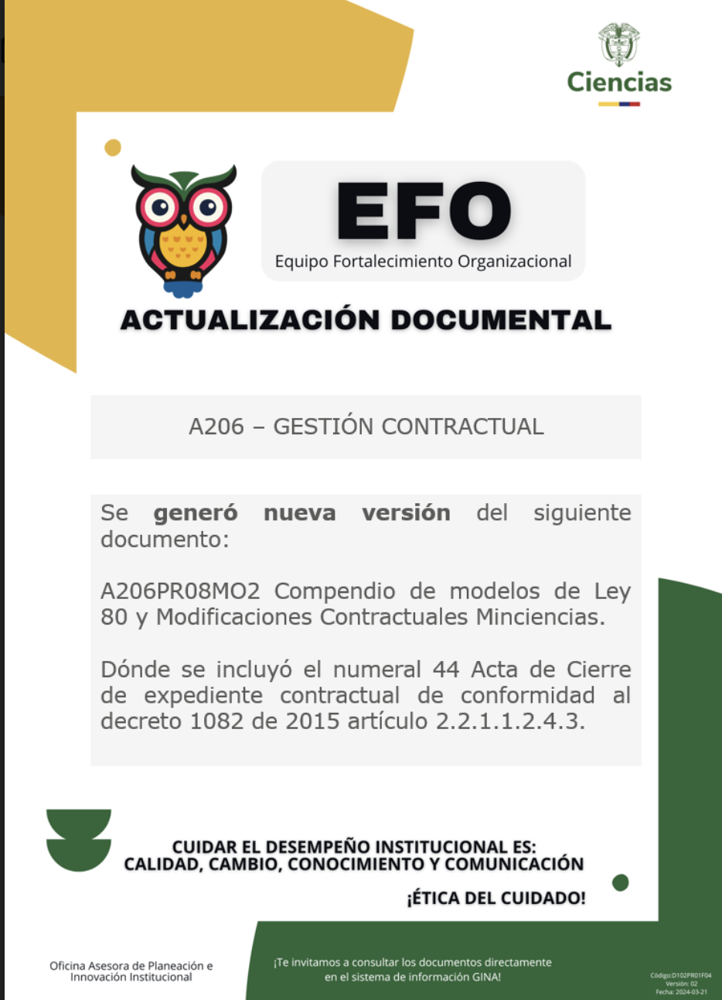 Ciencias
EFO
Equipo Fortalecimiento Organizacional
ACTUALIZACIÓN DOCUMENTAL
A206 – GESTIÓN CONTRACTUAL
Se generó nueva versión del siguiente
documento:
A206PR08MO2 Compendio de modelos de Ley
80 y Modificaciones Contractuales Minciencias.
Dónde se incluyó el numeral 44 Acta de Cierre
de expediente contractual de conformidad al
decreto 1082 de 2015 artículo 2.2.1.1.2.4.3.
CUIDAR EL DESEMPEÑO INSTITUCIONAL ES:
CALIDAD, CAMBIO, CONOCIMIENTO Y COMUNICACIÓN
¡ÉTICA DEL CUIDADO!
Oficina Asesora de Planeación e
Innovación Institucional
¡Te invitamos a consultar los documentos directamente
en el sistema de información GINA!
Código:D102PR01F04
Versión: 02
Fecha: 2024-03-21